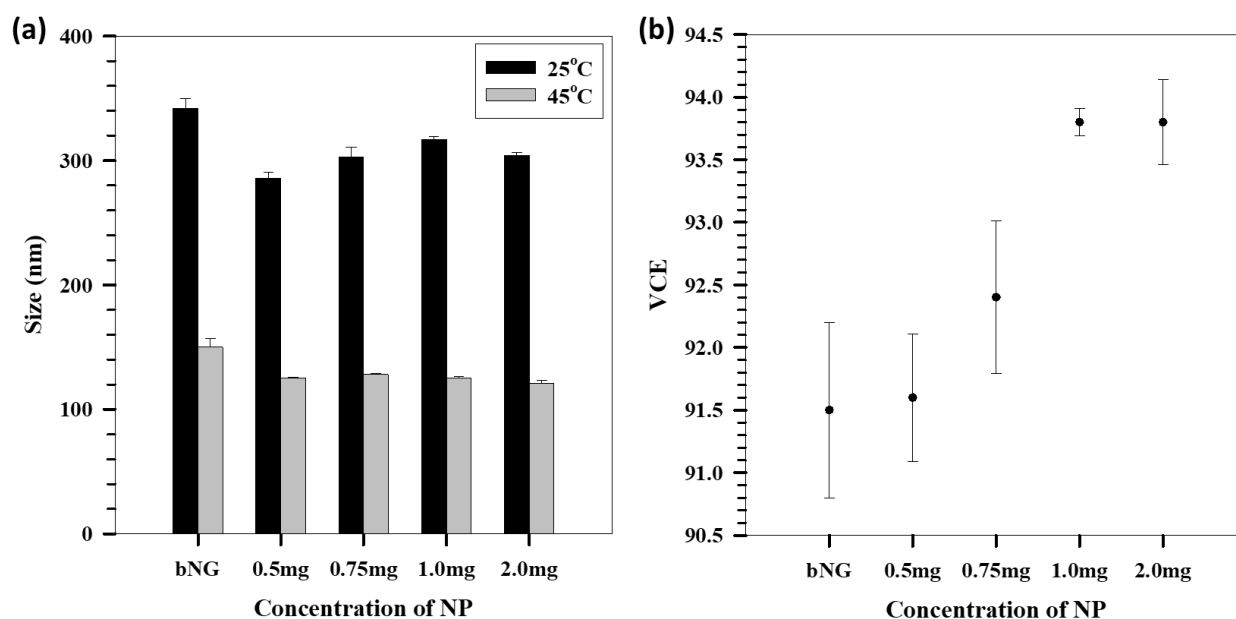 (a)
400
300
200
100
0
Size (nm)
25°C
45°C
bNG 0.5mg 0.75mg 1.0mg 2.0mg
Concentration of NP
(b)
94.5
94.0
93.5
93.0
92.5
92.0
91.5
91.0
90.5
VCE
bNG 0.5mg 0.75mg 1.0mg 2.0mg
Concentration of NP